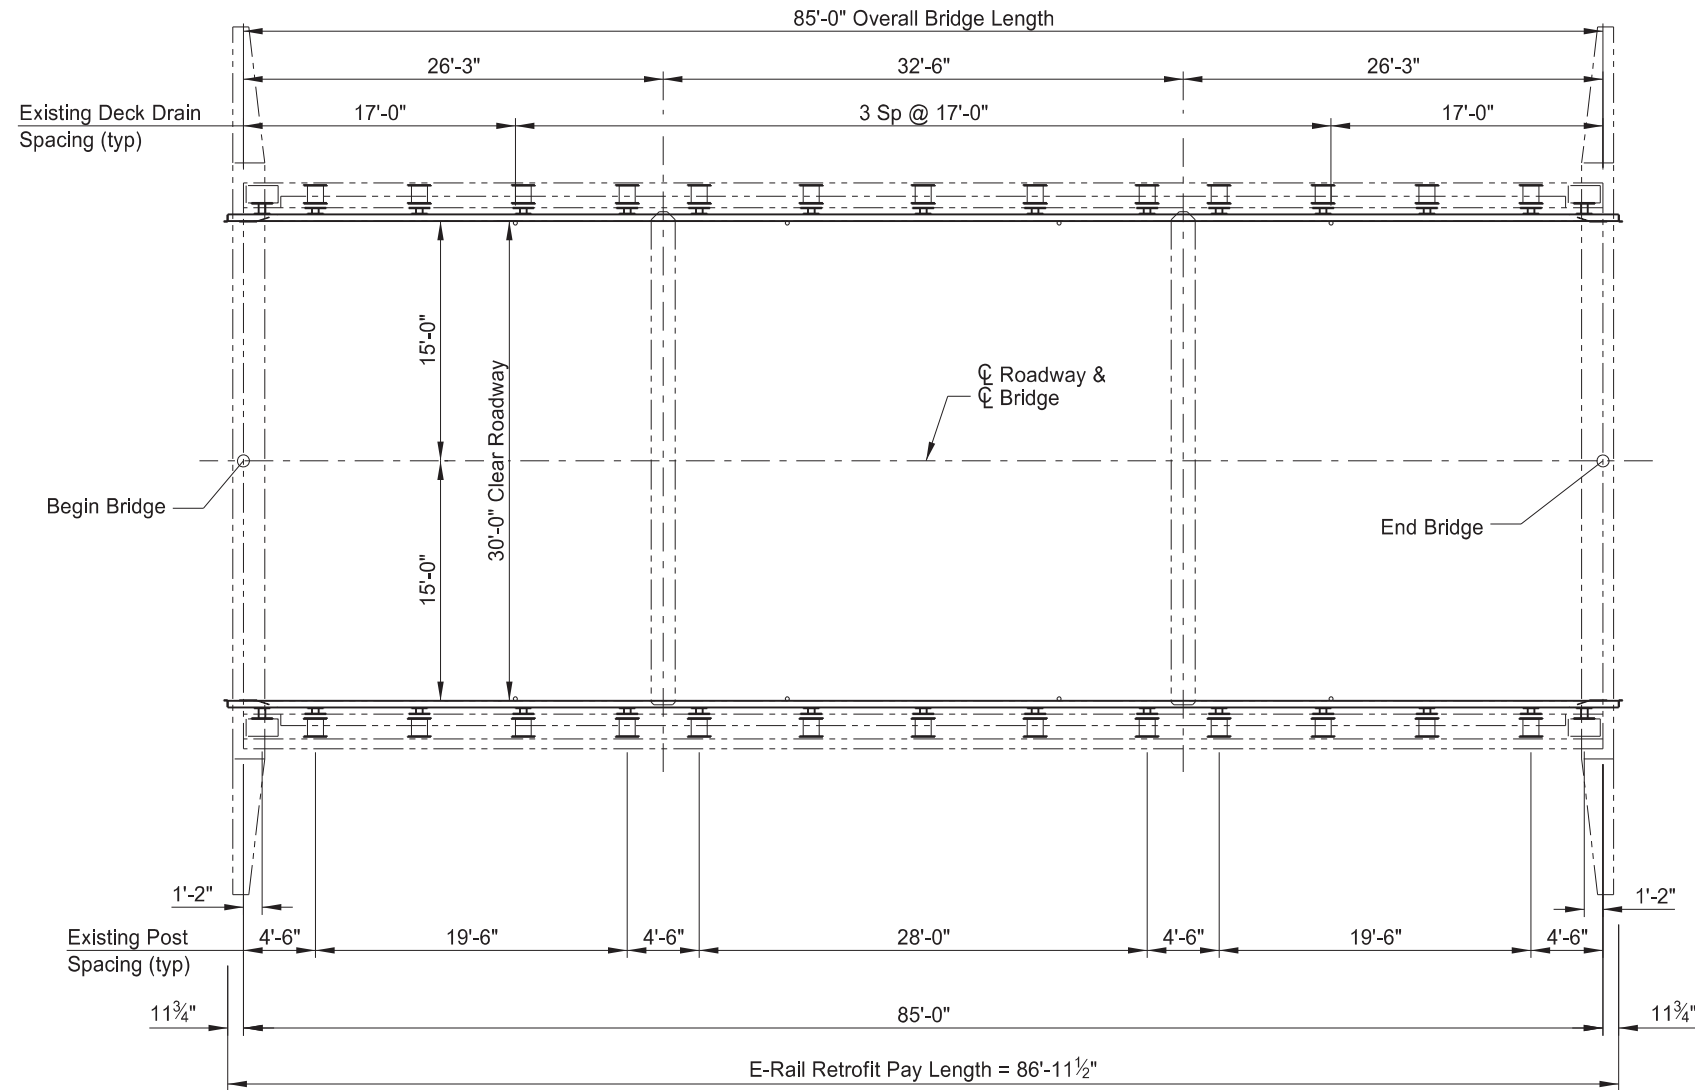 85'-0" Overall Bridge Length
26'-3"
32'-6"
26'-3"
Existing Deck Drain
Spacing (typ)
17'-0"
3 Sp @ 17'-0"
17'-0"
15'-0"
30'-0" Clear Roadway
℄ Roadway &
℄ Bridge
Begin Bridge
End Bridge
15'-0"
1'-2"
1'-2"
Existing Post
Spacing (typ)
4'-6"
19'-6"
4'-6"
28'-0"
4'-6"
19'-6"
4'-6"
11¾"
85'-0"
11¾"
E-Rail Retrofit Pay Length = 86'-11½"